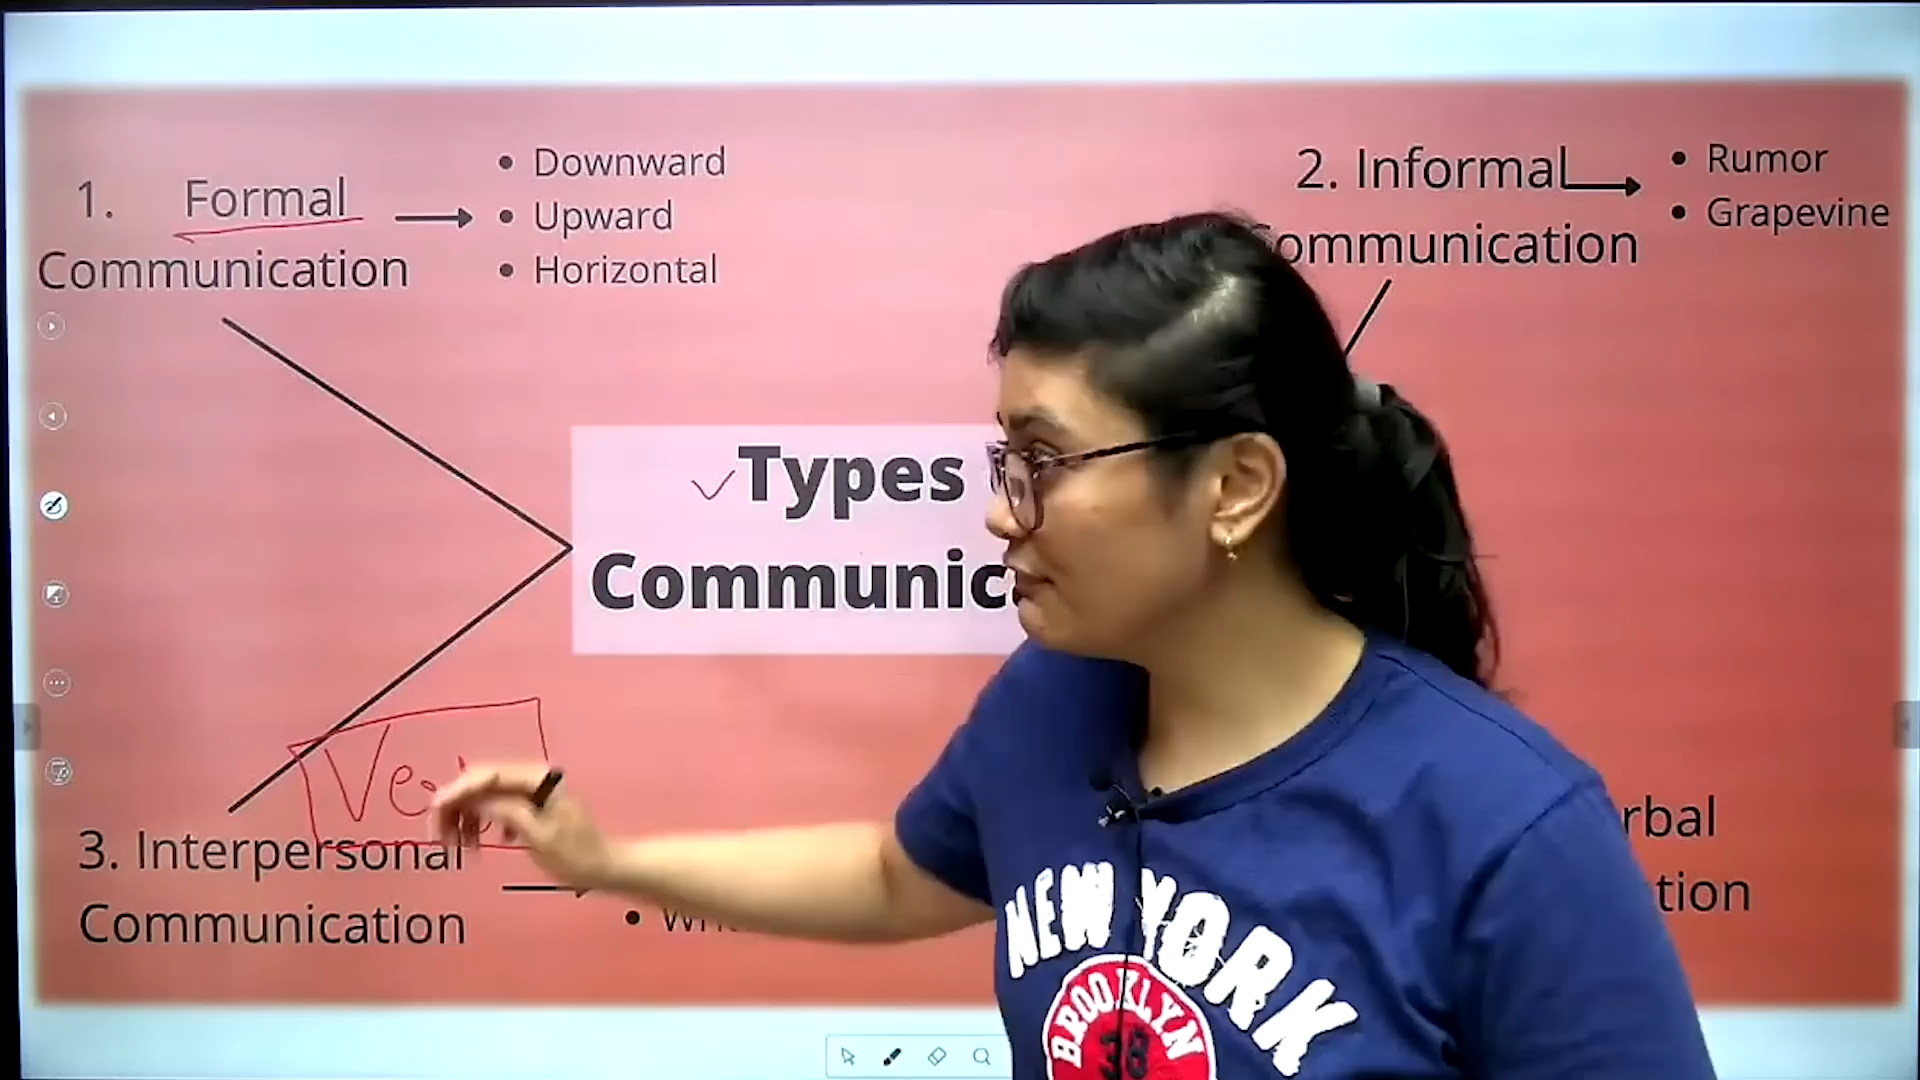 1. Formal
Communication
• Downward
• Upward
• Horizontal
2. Informal
ommunication
• Rumor
• Grapevine
Types
Communic
3. Interpersonal
Communication
rbal
tion
NEW YORK
BROOKLYN
38